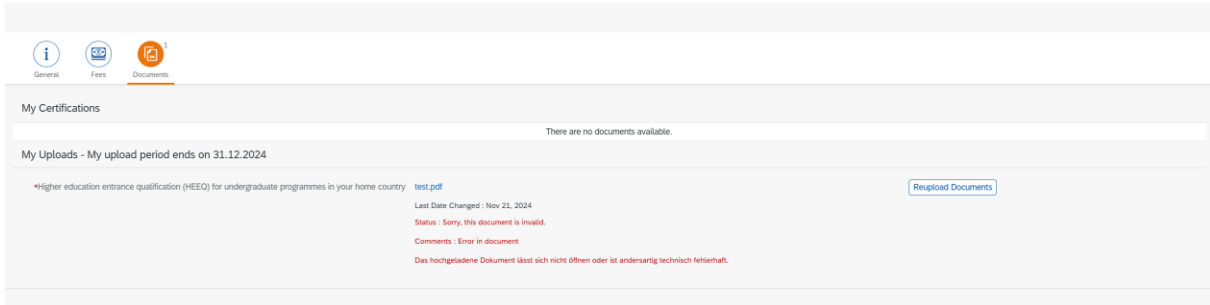 1
General Fees Documents
My Certifications
There are no documents available.
My Uploads - My upload period ends on 31.12.2024
*Higher education entrance qualification (HEEQ) for undergraduate programmes in your home country test.pdf Reupload Documents
Last Date Changed : Nov 21, 2024
Status : Sorry, this document is invalid.
Comments : Error in document
Das hochgeladene Dokument lässt sich nicht öffnen oder ist andersartig technisch fehlerhaft.